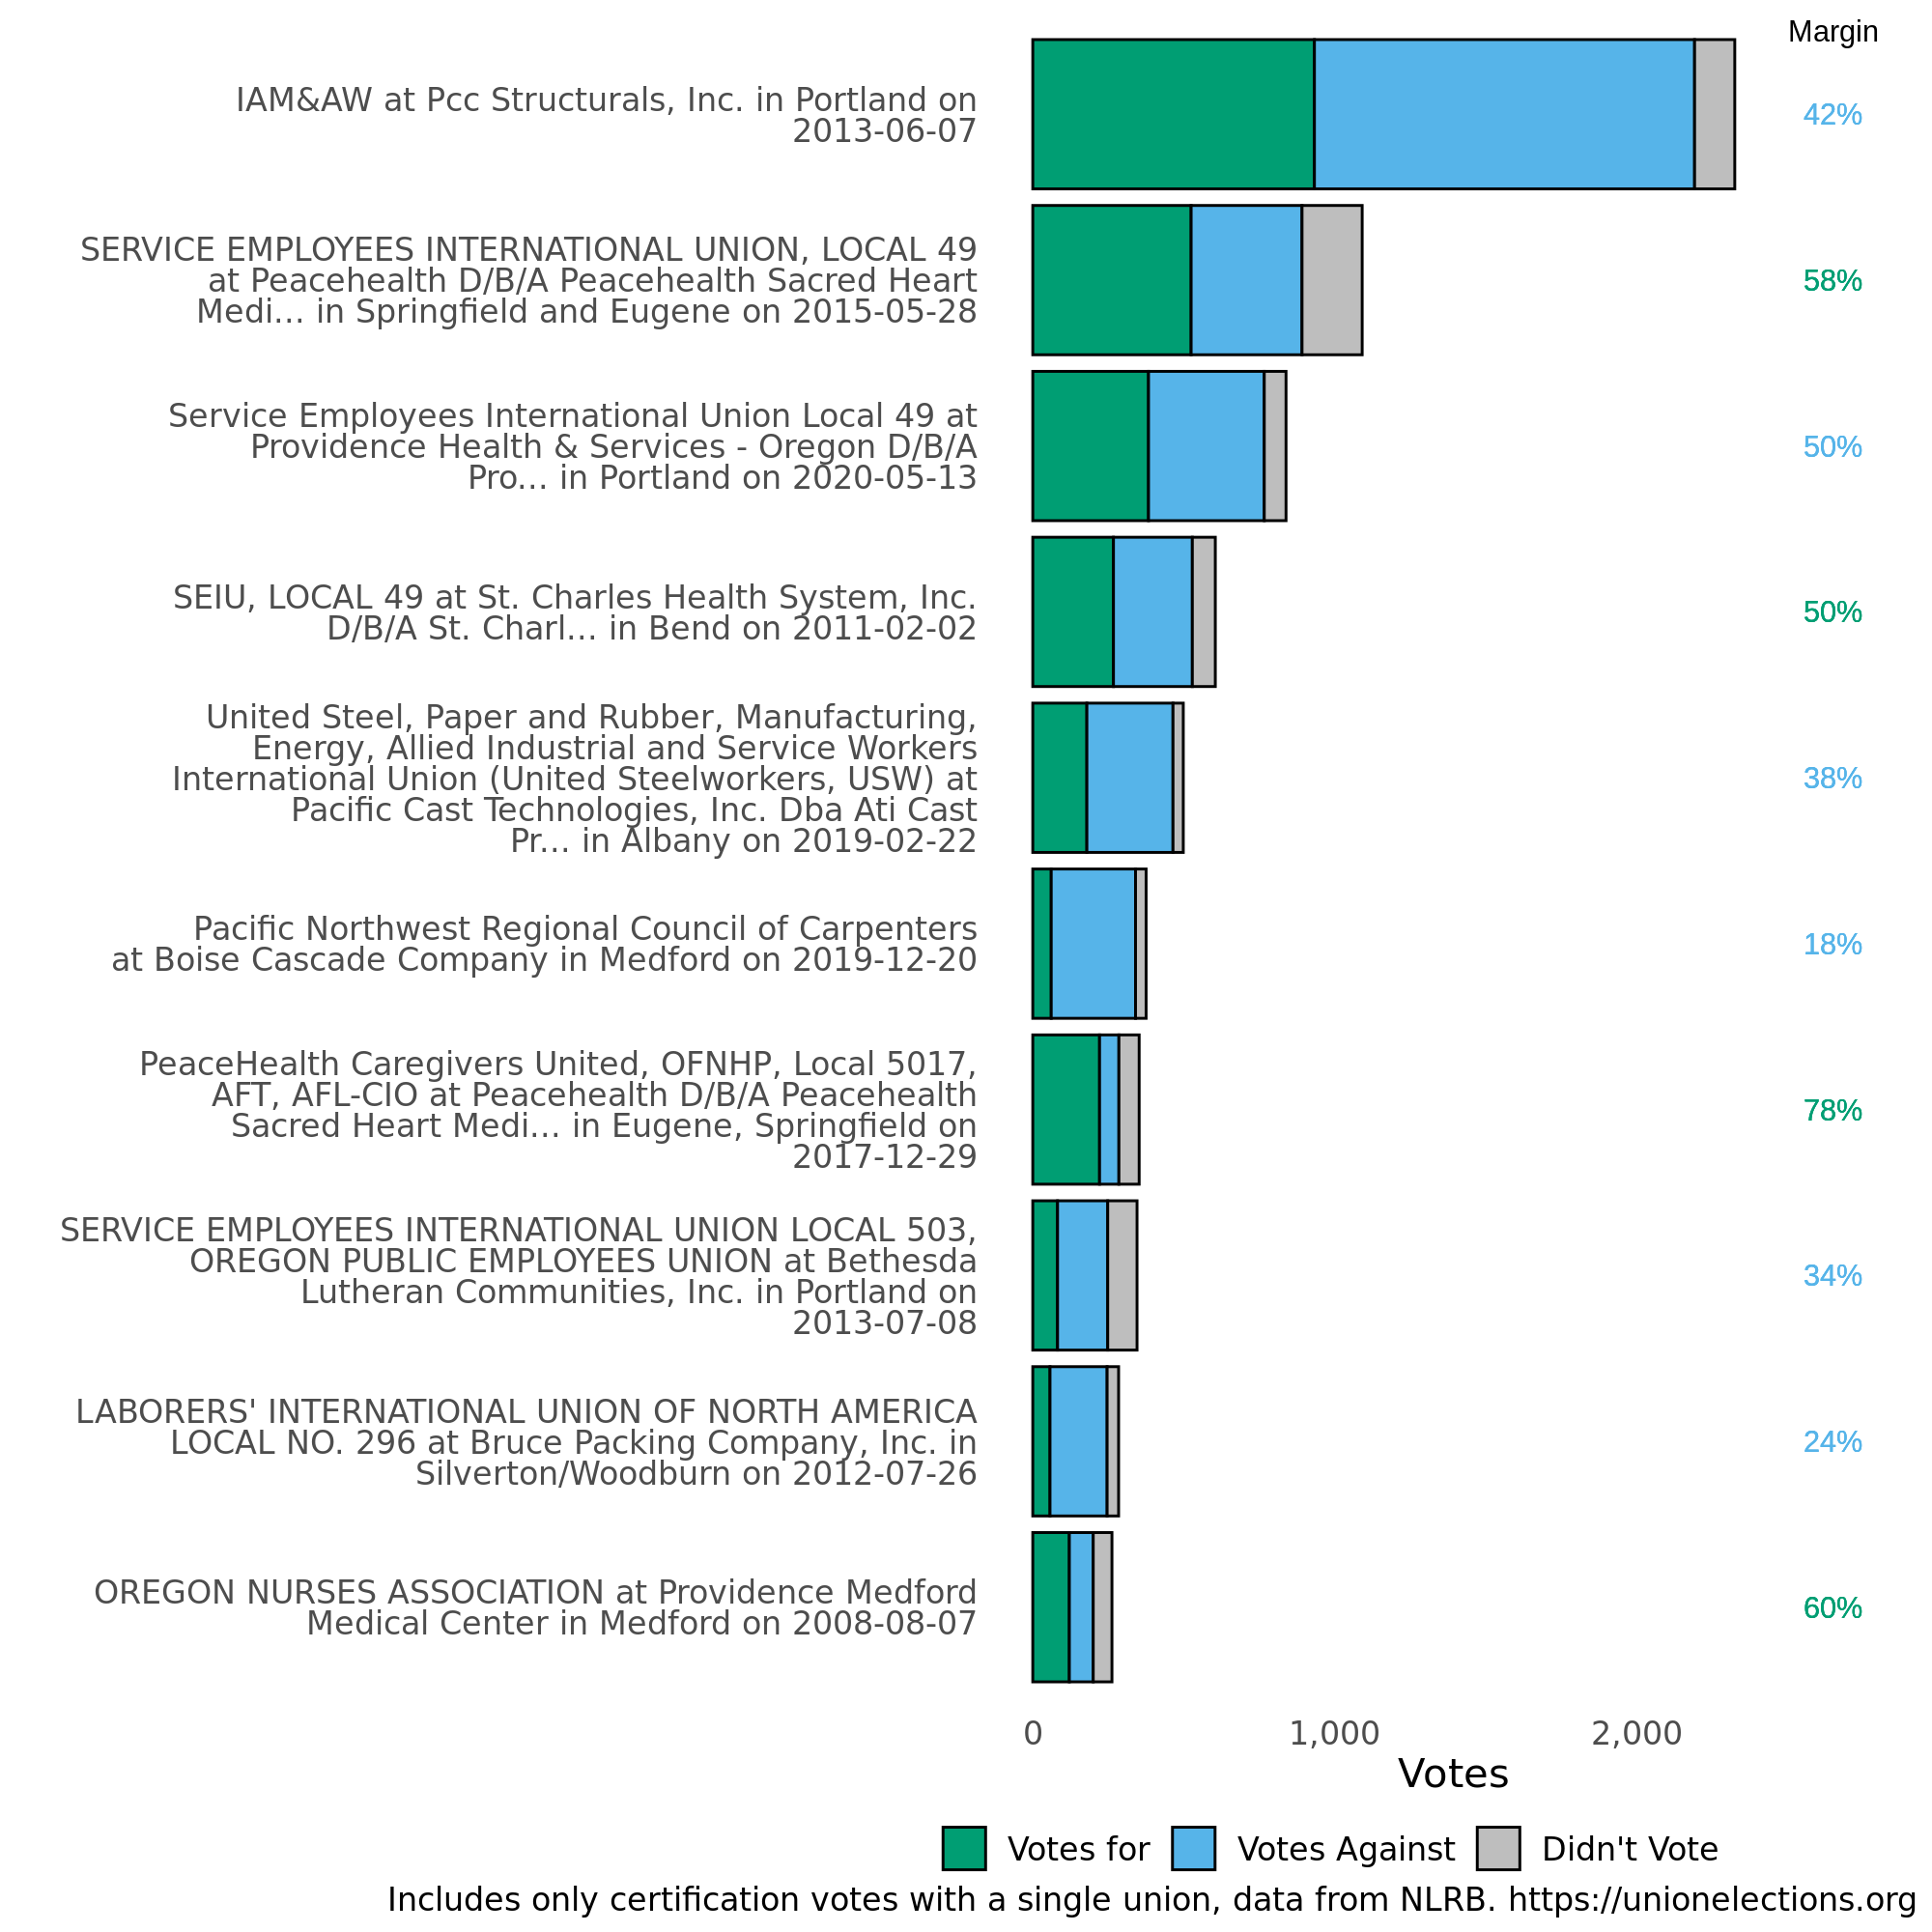 Margin
IAM&AW at Pcc Structurals, Inc. in Portland on
2013-06-07
42%
SERVICE EMPLOYEES INTERNATIONAL UNION, LOCAL 49
at Peacehealth D/B/A Peacehealth Sacred Heart
Medi... in Springfield and Eugene on 2015-05-28
58%
Service Employees International Union Local 49 at
Providence Health & Services - Oregon D/B/A
Pro... in Portland on 2020-05-13
50%
SEIU, LOCAL 49 at St. Charles Health System, Inc.
D/B/A St. Charl... in Bend on 2011-02-02
50%
United Steel, Paper and Rubber, Manufacturing,
Energy, Allied Industrial and Service Workers
International Union (United Steelworkers, USW) at
Pacific Cast Technologies, Inc. Dba Ati Cast
Pr... in Albany on 2019-02-22
38%
Pacific Northwest Regional Council of Carpenters
at Boise Cascade Company in Medford on 2019-12-20
18%
PeaceHealth Caregivers United, OFNHP, Local 5017,
AFT, AFL-CIO at Peacehealth D/B/A Peacehealth
Sacred Heart Medi... in Eugene, Springfield on
2017-12-29
78%
SERVICE EMPLOYEES INTERNATIONAL UNION LOCAL 503,
OREGON PUBLIC EMPLOYEES UNION at Bethesda
Lutheran Communities, Inc. in Portland on
2013-07-08
34%
LABORERS' INTERNATIONAL UNION OF NORTH AMERICA
LOCAL NO. 296 at Bruce Packing Company, Inc. in
Silverton/Woodburn on 2012-07-26
24%
OREGON NURSES ASSOCIATION at Providence Medford
Medical Center in Medford on 2008-08-07
60%
0 1,000 2,000
Votes
Votes for Votes Against Didn't Vote
Includes only certification votes with a single union, data from NLRB. https://unionelections.org